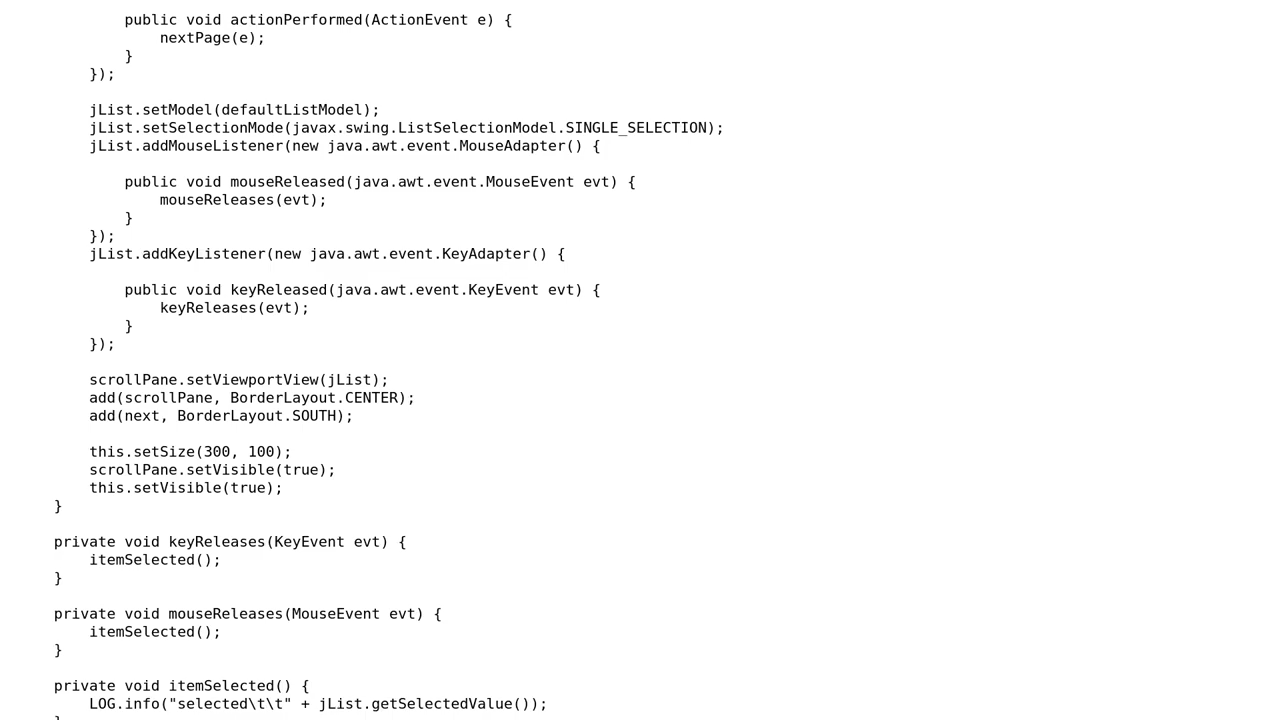 public void actionPerformed(ActionEvent e) {
            nextPage(e);
        }
    });

    jList.setModel(defaultListModel);
    jList.setSelectionMode(javax.swing.ListSelectionModel.SINGLE_SELECTION);
    jList.addMouseListener(new java.awt.event.MouseAdapter() {

        public void mouseReleased(java.awt.event.MouseEvent evt) {
            mouseReleases(evt);
        }
    });
    jList.addKeyListener(new java.awt.event.KeyAdapter() {

        public void keyReleased(java.awt.event.KeyEvent evt) {
            keyReleases(evt);
        }
    });

    scrollPane.setViewportView(jList);
    add(scrollPane, BorderLayout.CENTER);
    add(next, BorderLayout.SOUTH);

    this.setSize(300, 100);
    scrollPane.setVisible(true);
    this.setVisible(true);
}

private void keyReleases(KeyEvent evt) {
    itemSelected();
}

private void mouseReleases(MouseEvent evt) {
    itemSelected();
}

private void itemSelected() {
    LOG.info("selected\t\t" + jList.getSelectedValue());
}